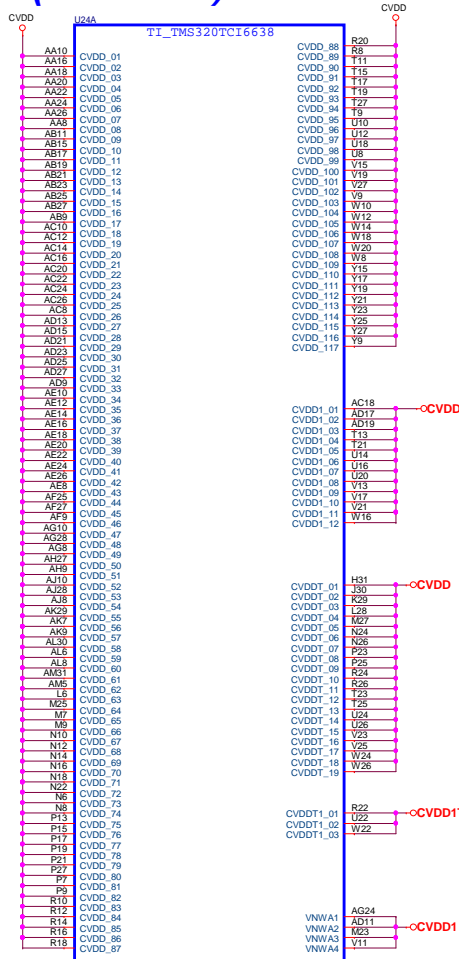 CVDD
U24A
CVDD
TI_TMS320TCI6638
AA10 CVDD_01
AA16 CVDD_02
AA18 CVDD_03
AA20 CVDD_04
AA22 CVDD_05
AA24 CVDD_06
AA26 CVDD_07
AA8 CVDD_08
AB11 CVDD_09
AB15 CVDD_10
AB17 CVDD_11
AB19 CVDD_12
AB21 CVDD_13
AB23 CVDD_14
AB25 CVDD_15
AB27 CVDD_16
AB9 CVDD_17
AC10 CVDD_18
AC12 CVDD_19
AC14 CVDD_20
AC16 CVDD_21
AC20 CVDD_22
AC22 CVDD_23
AC24 CVDD_24
AC26 CVDD_25
AC8 CVDD_26
AD13 CVDD_27
AD15 CVDD_28
AD21 CVDD_29
AD23 CVDD_30
AD25 CVDD_31
AD27 CVDD_32
AD9 CVDD_33
AE10 CVDD_34
AE12 CVDD_35
AE14 CVDD_36
AE16 CVDD_37
AE18 CVDD_38
AE20 CVDD_39
AE22 CVDD_40
AE24 CVDD_41
AE26 CVDD_42
AE8 CVDD_43
AF25 CVDD_44
AF27 CVDD_45
AF9 CVDD_46
AG10 CVDD_47
AG28 CVDD_48
AG8 CVDD_49
AH27 CVDD_50
AH9 CVDD_51
AJ10 CVDD_52
AJ28 CVDD_53
AJ8 CVDD_54
AK29 CVDD_55
AK7 CVDD_56
AK9 CVDD_57
AL30 CVDD_58
AL6 CVDD_59
AL8 CVDD_60
AM31 CVDD_61
AM5 CVDD_62
L6 CVDD_63
M25 CVDD_64
M7 CVDD_65
M9 CVDD_66
N10 CVDD_67
N12 CVDD_68
N14 CVDD_69
N16 CVDD_70
N18 CVDD_71
N22 CVDD_72
N6 CVDD_73
N8 CVDD_74
P13 CVDD_75
P15 CVDD_76
P17 CVDD_77
P19 CVDD_78
P21 CVDD_79
P27 CVDD_80
P7 CVDD_81
P9 CVDD_82
R10 CVDD_83
R12 CVDD_84
R14 CVDD_85
R16 CVDD_86
R18 CVDD_87
CVDD_88 R20
CVDD_89 R8
CVDD_90 T11
CVDD_91 T15
CVDD_92 T17
CVDD_93 T19
CVDD_94 T27
CVDD_95 T9
CVDD_96 U10
CVDD_97 U12
CVDD_98 U18
CVDD_99 U8
CVDD_100 V15
CVDD_101 V19
CVDD_102 V27
CVDD_103 V9
CVDD_104 W10
CVDD_105 W12
CVDD_106 W14
CVDD_107 W18
CVDD_108 W20
CVDD_109 W8
CVDD_110 Y15
CVDD_111 Y17
CVDD_112 Y19
CVDD_113 Y21
CVDD_114 Y23
CVDD_115 Y25
CVDD_116 Y27
CVDD_117 Y9
CVDD1_01 AC18 CVDD
CVDD1_02 AD17
CVDD1_03 AD19
CVDD1_04 T13
CVDD1_05 T21
CVDD1_06 U14
CVDD1_07 U16
CVDD1_08 U20
CVDD1_09 V13
CVDD1_10 V17
CVDD1_11 V21
CVDD1_12 W16
CVDDT_01 H31 CVDD
CVDDT_02 J30
CVDDT_03 K29
CVDDT_04 L28
CVDDT_05 M27
CVDDT_06 N24
CVDDT_07 N26
CVDDT_08 P23
CVDDT_09 P25
CVDDT_10 R24
CVDDT_11 R26
CVDDT_12 T23
CVDDT_13 T25
CVDDT_14 U24
CVDDT_15 U26
CVDDT_16 V23
CVDDT_17 V25
CVDDT_18 W24
CVDDT_19 W26
CVDDT1_01 R22 CVDD1
CVDDT1_02 U22
CVDDT1_03 W22
VNWA1 AG24
VNWA2 AD11 CVDD1
VNWA3 M23
VNWA4 V11